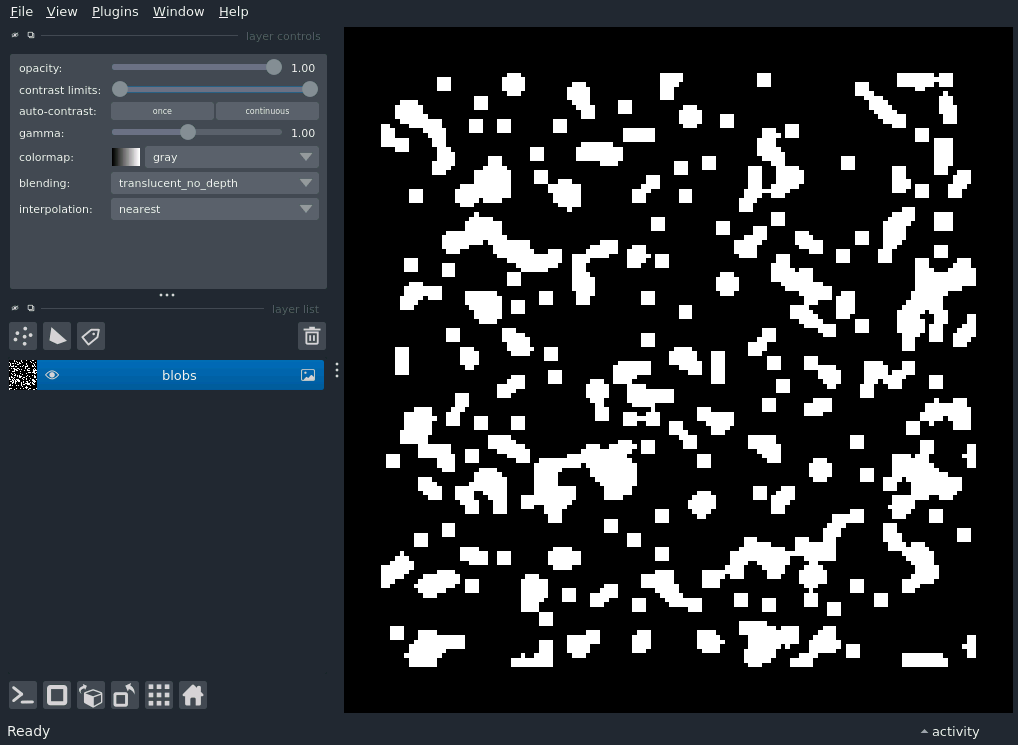 File View Plugins Window Help
layer controls
opacity: 1.00
contrast limits:
auto-contrast: once continuous
gamma: 1.00
colormap: gray
blending: translucent_no_depth
interpolation: nearest
layer list
blobs
Ready activity